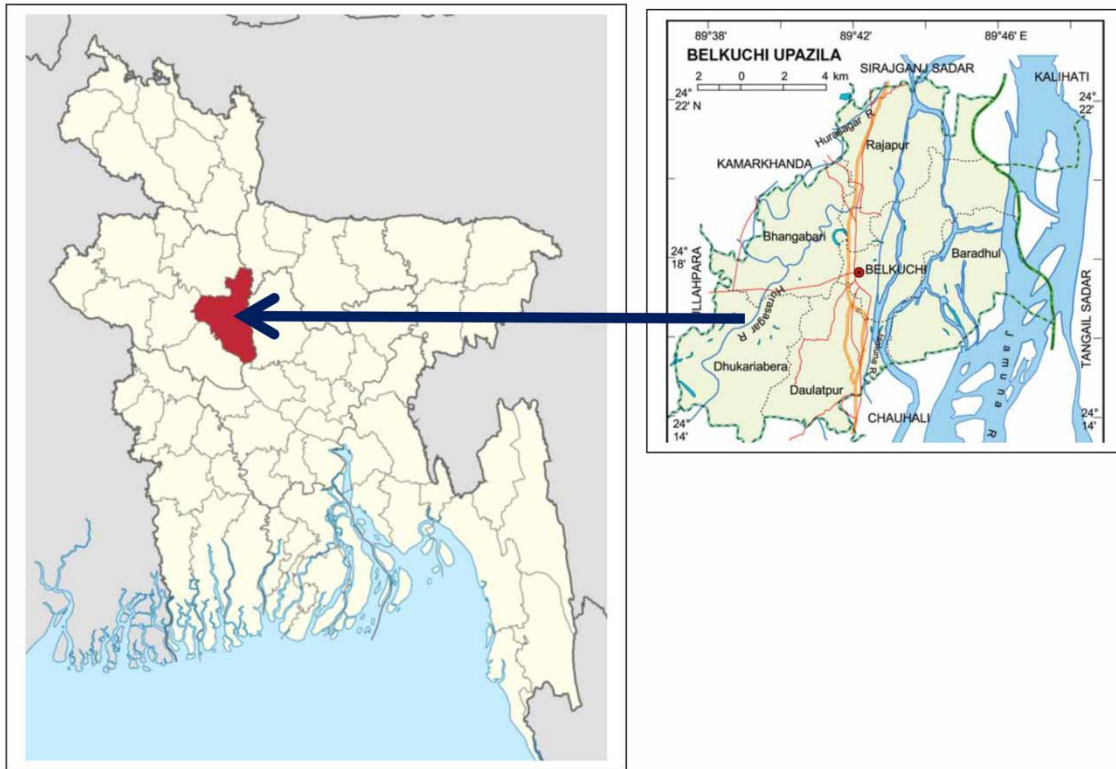 89°38' 89°42' 89°46' E
BELKUCHI UPAZILA
2 0 2 4 km
SIRAJGANJ SADAR
KALIHATI
24°
22' N
24°
22'
Hurasagar R
Rajapur
KAMARKHANDA
Bhangabari
Baradhul
24°
18'
24°
18'
BELKUCHI
ULLAHPARA
Hurasagar
R
Jamuna R
TANGAIL SADAR
Dhukariabera
Daulatpur
Jamuna R
CHAUHALI
24°
14'
24°
14'